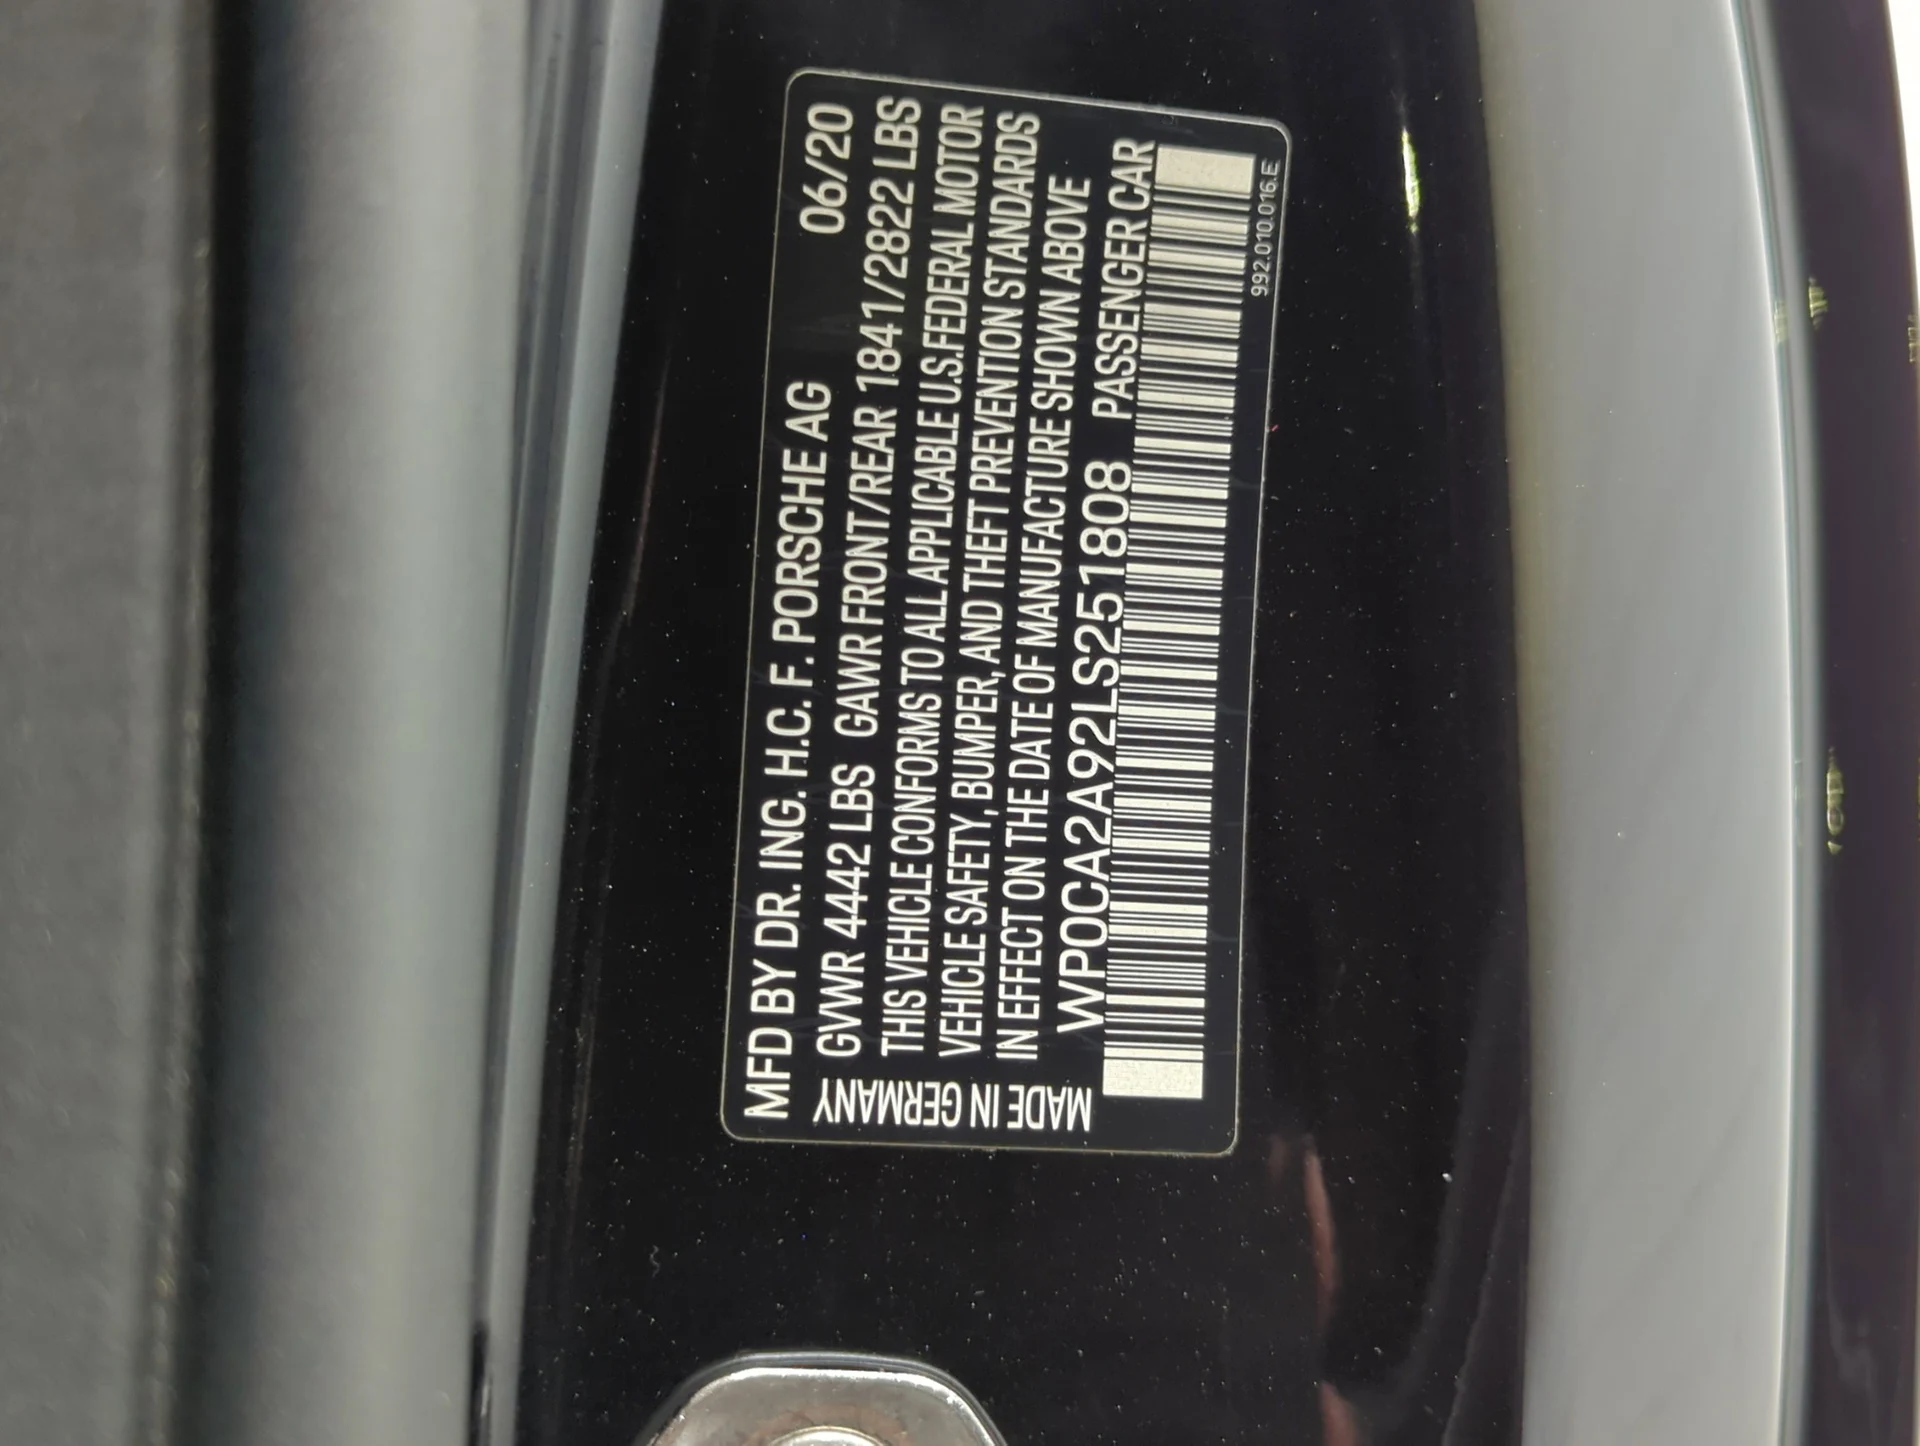 MFD BY DR. ING. H.C. F. PORSCHE AG 06/20
GVWR 4442 LBS GAWR FRONT/REAR 1841/2822 LBS
THIS VEHICLE CONFORMS TO ALL APPLICABLE U.S.FEDERAL MOTOR
VEHICLE SAFETY, BUMPER, AND THEFT PREVENTION STANDARDS
IN EFFECT ON THE DATE OF MANUFACTURE SHOWN ABOVE
WP0CA2A92LS251808 PASSENGER CAR
992.010.016.E
MADE IN GERMANY